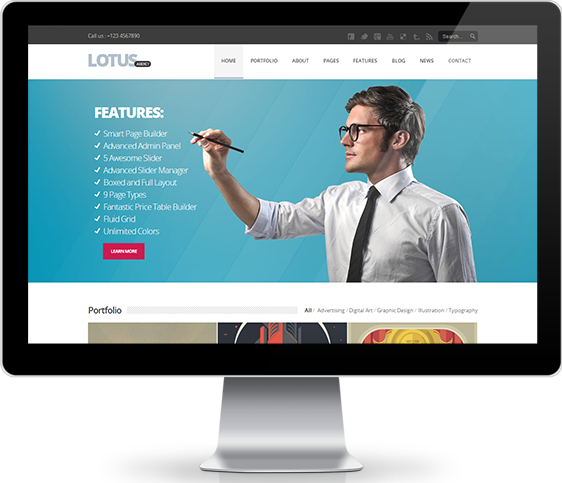 Call us : +123 4567890
Search...
LOTUS AGENCY
HOME PORTFOLIO ABOUT PAGES FEATURES BLOG NEWS CONTACT
FEATURES:
Smart Page Builder
Advanced Admin Panel
5 Awesome Slider
Advanced Slider Manager
Boxed and Full Layout
9 Page Types
Fantastic Price Table Builder
Fluid Grid
Unlimited Colors
LEARN MORE
Portfolio
All / Advertising / Digital Art / Graphic Design / Illustration / Typography